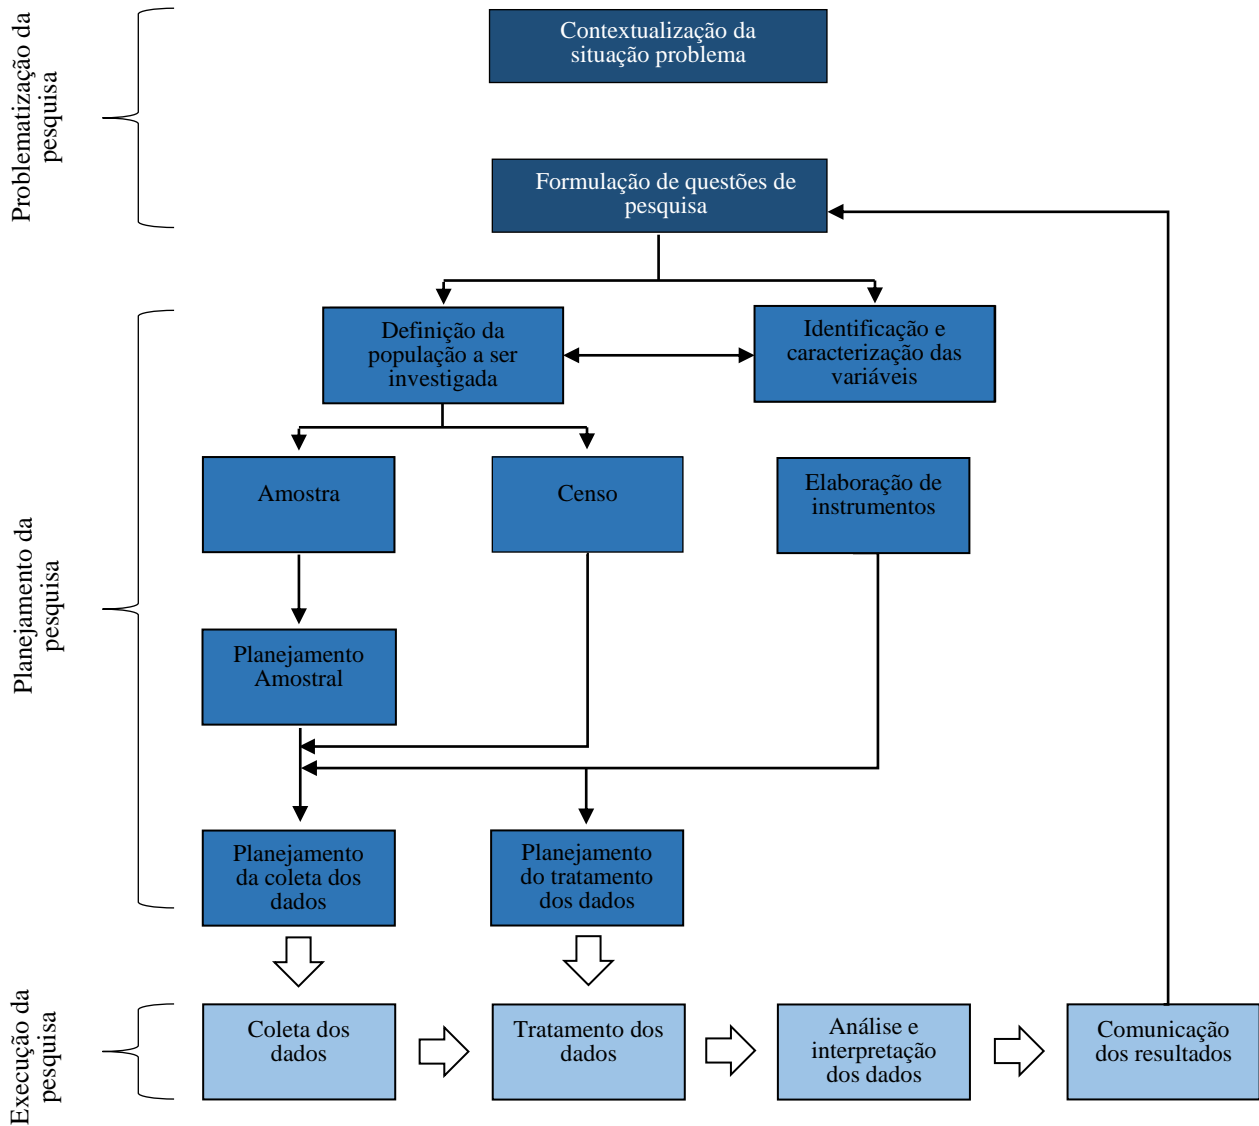 Problematização da
pesquisa
Contextualização da
situação problema
Formulação de questões de
pesquisa
Planejamento da
pesquisa
Definição da
população a ser
investigada
Identificação e
caracterização das
variáveis
Amostra
Censo
Elaboração de
instrumentos
Planejamento
Amostral
Planejamento
da coleta dos
dados
Planejamento
do tratamento
dos dados
Execução da
pesquisa
Coleta dos
dados
Tratamento dos
dados
Análise e
interpretação
dos dados
Comunicação
dos resultados